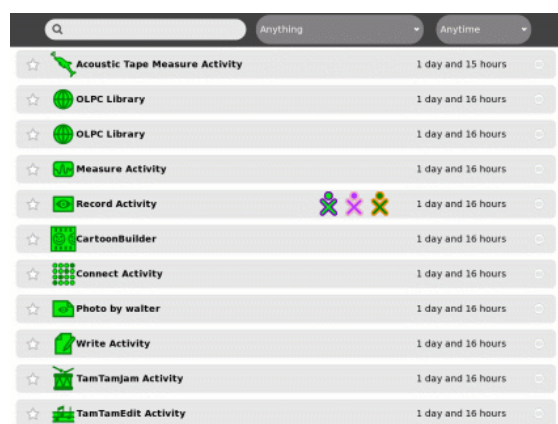 Anything Anytime
Acoustic Tape Measure Activity 1 day and 15 hours
OLPC Library 1 day and 16 hours
OLPC Library 1 day and 16 hours
Measure Activity 1 day and 16 hours
Record Activity 1 day and 16 hours
CartoonBuilder 1 day and 16 hours
Connect Activity 1 day and 16 hours
Photo by walter 1 day and 16 hours
Write Activity 1 day and 16 hours
TamTamJam Activity 1 day and 16 hours
TamTamEdit Activity 1 day and 16 hours